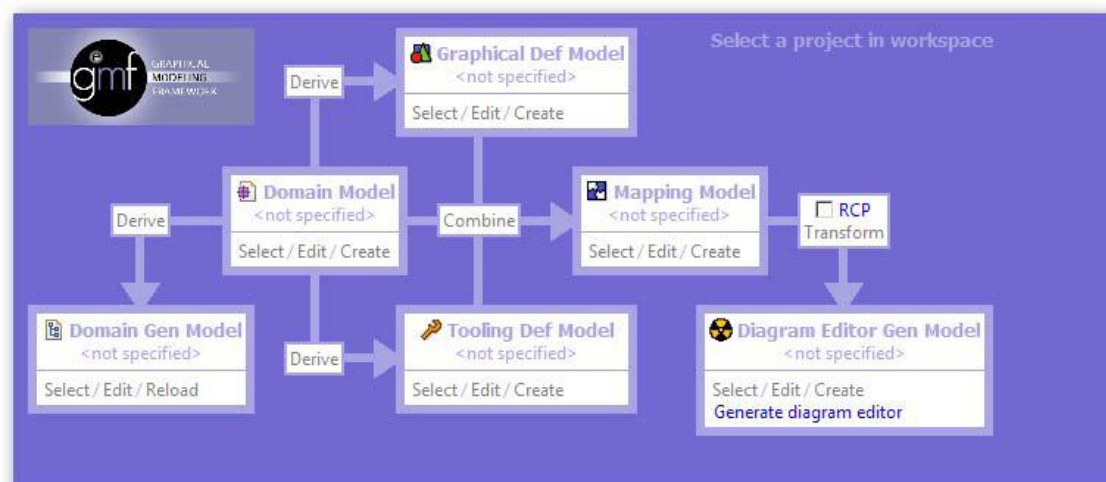 gmf
GRAPHICAL
MODELING
FRAMEWORK
Select a project in workspace
Graphical Def Model
<not specified>
Select / Edit / Create
Derive
Domain Model
<not specified>
Select / Edit / Create
Derive
Combine
Mapping Model
<not specified>
Select / Edit / Create
RCP
Transform
Domain Gen Model
<not specified>
Select / Edit / Reload
Derive
Tooling Def Model
<not specified>
Select / Edit / Create
Diagram Editor Gen Model
<not specified>
Select / Edit / Create
Generate diagram editor